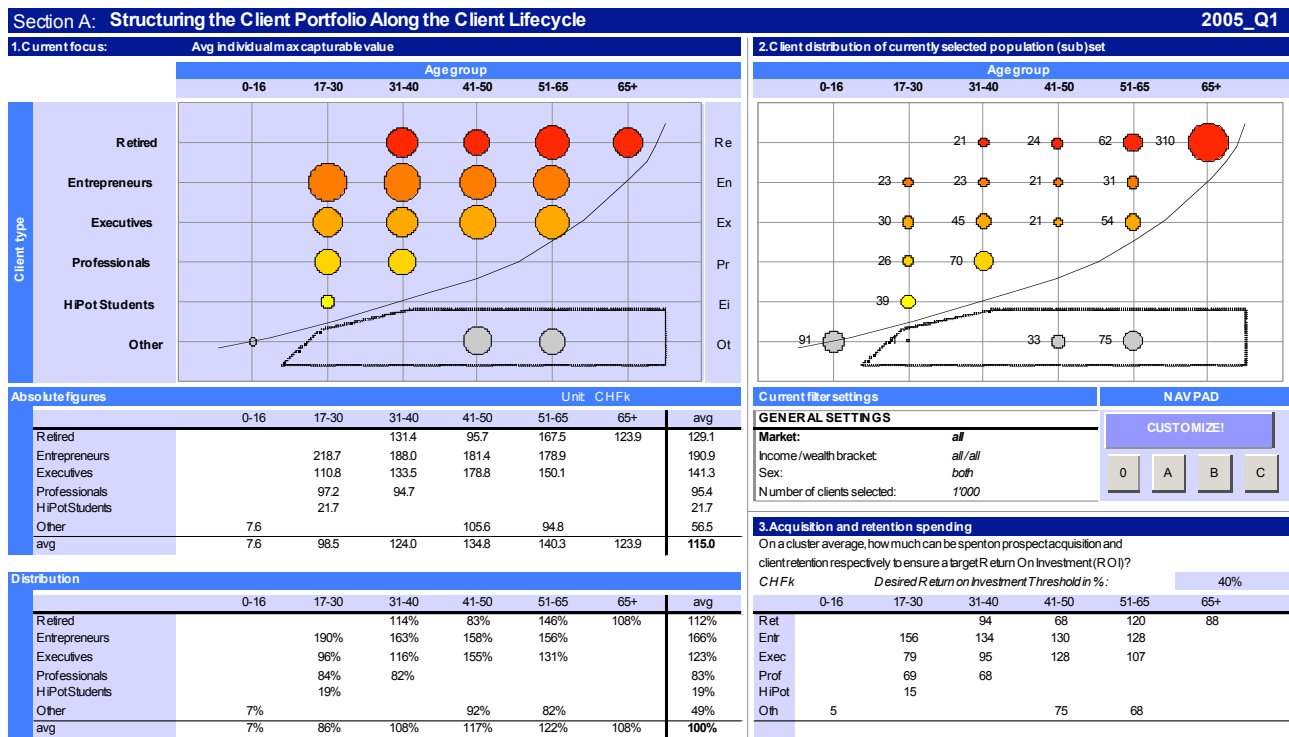 Section A: Structuring the Client Portfolio Along the Client Lifecycle 2005_Q1
1.Current focus: Avg individual max capturable value
Age group
0-16 17-30 31-40 41-50 51-65 65+
Client type
Retired Re
Entrepreneurs En
Executives Ex
Professionals Pr
HiPot Students Ei
Other Ot
2.Client distribution of currently selected population (sub)set
Age group
0-16 17-30 31-40 41-50 51-65 65+
21 24 62 310
23 23 21 31
30 45 21 54
26 70
39
91 33 75
Absolute figures Unit CHFk
0-16 17-30 31-40 41-50 51-65 65+ avg
Retired 131.4 95.7 167.5 123.9 129.1
Entrepreneurs 218.7 188.0 181.4 178.9 190.9
Executives 110.8 133.5 178.8 150.1 141.3
Professionals 97.2 94.7 95.4
HiPot Students 21.7 21.7
Other 7.6 105.6 94.8 56.5
avg 7.6 98.5 124.0 134.8 140.3 123.9 115.0
Distribution
0-16 17-30 31-40 41-50 51-65 65+ avg
Retired 114% 83% 146% 108% 112%
Entrepreneurs 190% 163% 158% 156% 166%
Executives 96% 116% 155% 131% 123%
Professionals 84% 82% 83%
HiPot Students 19% 19%
Other 7% 92% 82% 49%
avg 7% 86% 108% 117% 122% 108% 100%
Current filter settings
GENERAL SETTINGS
Market: all
Income/wealth bracket: all/all
Sex: both
Number of clients selected: 1'000
NAVPAD
CUSTOMIZE!
0 A B C
3.Acquisition and retention spending
On a cluster average, how much can be spent on prospect acquisition and
client retention respectively to ensure a target Return On Investment (ROI)?
CHFk Desired Return on Investment Threshold in %: 40%
0-16 17-30 31-40 41-50 51-65 65+
Ret 94 68 120 88
Entr 156 134 130 128
Exec 79 95 128 107
Prof 69 68
HiPot 15
Oth 5 75 68